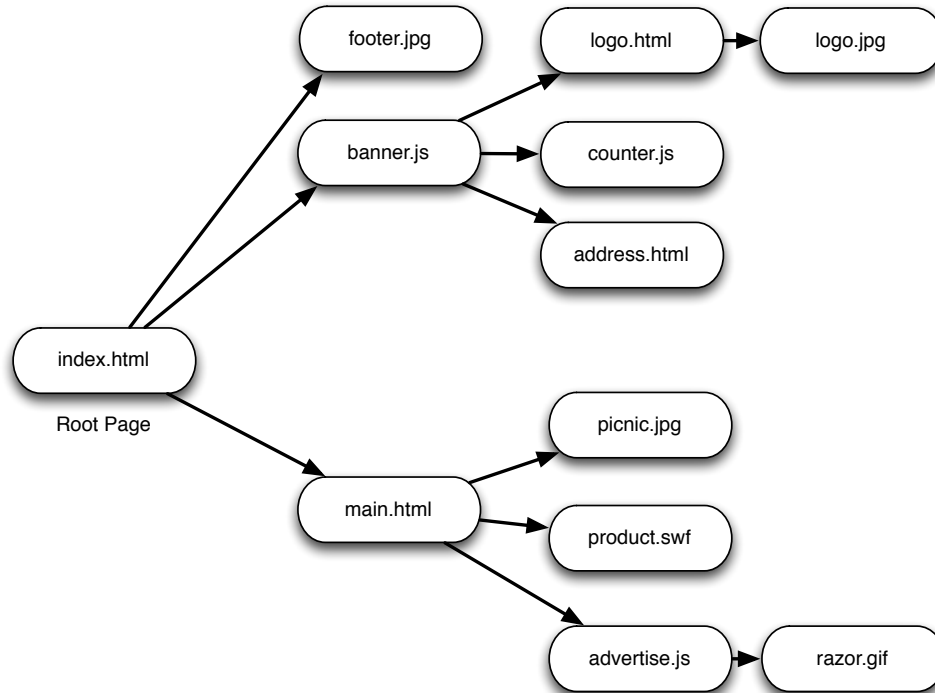 footer.jpg
logo.html
logo.jpg
banner.js
counter.js
address.html
index.html
Root Page
picnic.jpg
main.html
product.swf
advertise.js
razor.gif